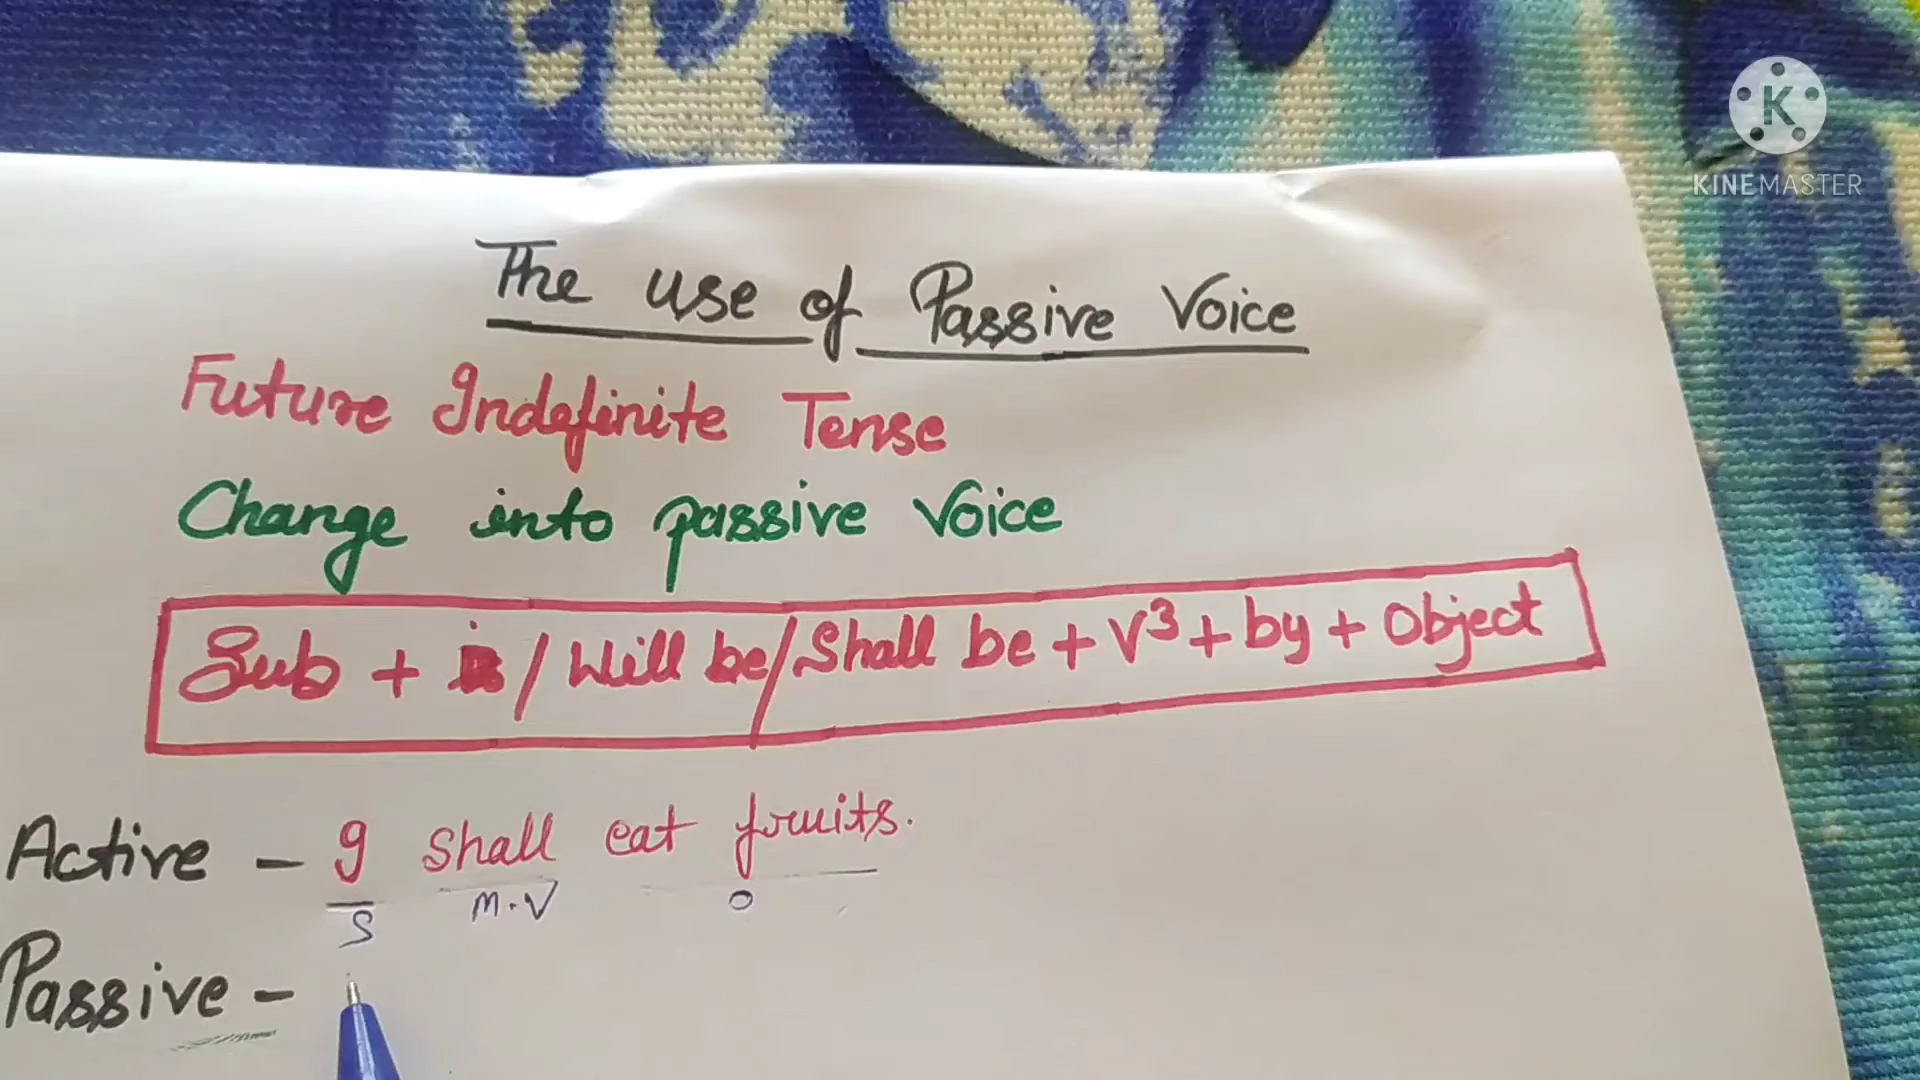 K
KINEMASTER
The use of Passive Voice
Future Indefinite Tense
Change into passive Voice
Sub + / Will be / Shall be + V³ + by + Object
Active - I shall eat fruits.
S M.V O
Passive -